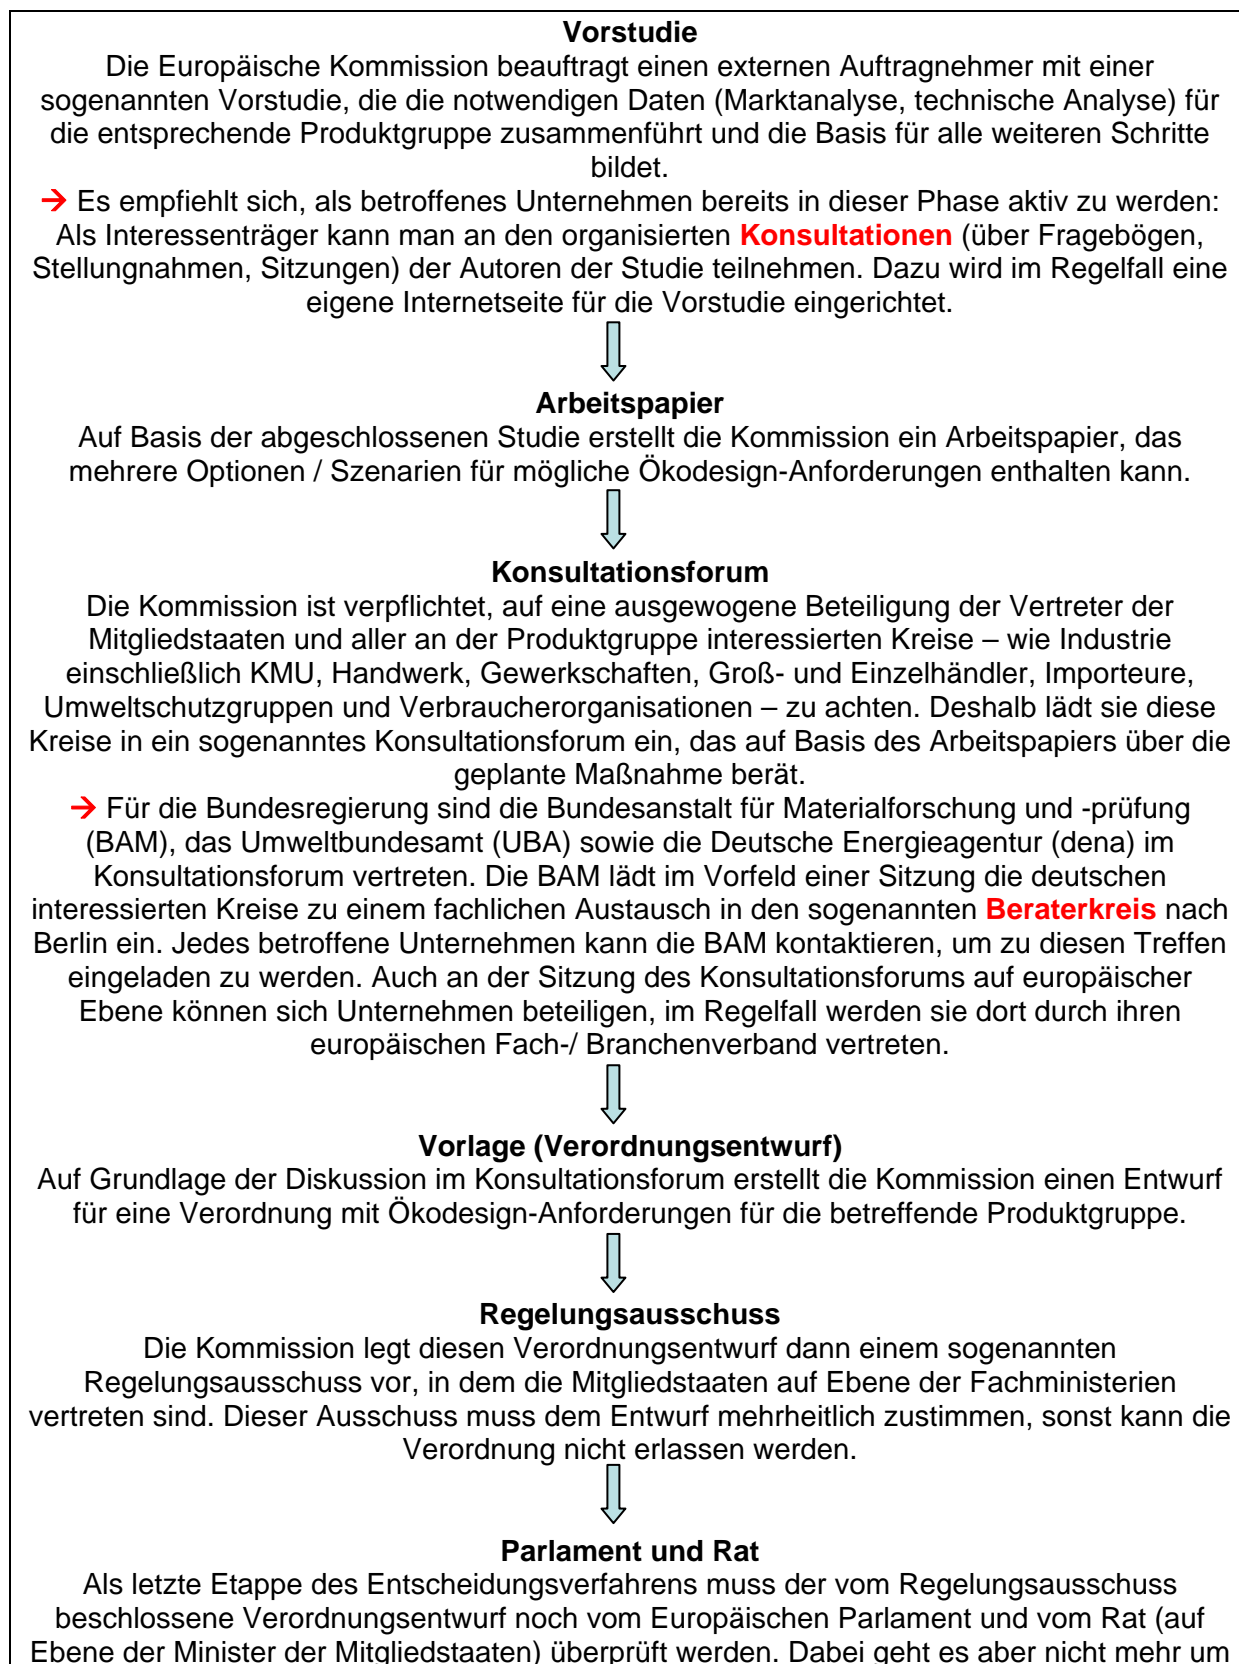 Vorstudie
Die Europäische Kommission beauftragt einen externen Auftragnehmer mit einer
sogenannten Vorstudie, die die notwendigen Daten (Marktanalyse, technische Analyse) für
die entsprechende Produktgruppe zusammenführt und die Basis für alle weiteren Schritte
bildet.
→ Es empfiehlt sich, als betroffenes Unternehmen bereits in dieser Phase aktiv zu werden:
Als Interessenträger kann man an den organisierten Konsultationen (über Fragebögen,
Stellungnahmen, Sitzungen) der Autoren der Studie teilnehmen. Dazu wird im Regelfall eine
eigene Internetseite für die Vorstudie eingerichtet.
Arbeitspapier
Auf Basis der abgeschlossenen Studie erstellt die Kommission ein Arbeitspapier, das
mehrere Optionen / Szenarien für mögliche Ökodesign-Anforderungen enthalten kann.
Konsultationsforum
Die Kommission ist verpflichtet, auf eine ausgewogene Beteiligung der Vertreter der
Mitgliedstaaten und aller an der Produktgruppe interessierten Kreise – wie Industrie
einschließlich KMU, Handwerk, Gewerkschaften, Groß- und Einzelhändler, Importeure,
Umweltschutzgruppen und Verbraucherorganisationen – zu achten. Deshalb lädt sie diese
Kreise in ein sogenanntes Konsultationsforum ein, das auf Basis des Arbeitspapiers über die
geplante Maßnahme berät.
→ Für die Bundesregierung sind die Bundesanstalt für Materialforschung und -prüfung
(BAM), das Umweltbundesamt (UBA) sowie die Deutsche Energieagentur (dena) im
Konsultationsforum vertreten. Die BAM lädt im Vorfeld einer Sitzung die deutschen
interessierten Kreise zu einem fachlichen Austausch in den sogenannten Beraterkreis nach
Berlin ein. Jedes betroffene Unternehmen kann die BAM kontaktieren, um zu diesen Treffen
eingeladen zu werden. Auch an der Sitzung des Konsultationsforums auf europäischer
Ebene können sich Unternehmen beteiligen, im Regelfall werden sie dort durch ihren
europäischen Fach-/ Branchenverband vertreten.
Vorlage (Verordnungsentwurf)
Auf Grundlage der Diskussion im Konsultationsforum erstellt die Kommission einen Entwurf
für eine Verordnung mit Ökodesign-Anforderungen für die betreffende Produktgruppe.
Regelungsausschuss
Die Kommission legt diesen Verordnungsentwurf dann einem sogenannten
Regelungsausschuss vor, in dem die Mitgliedstaaten auf Ebene der Fachministerien
vertreten sind. Dieser Ausschuss muss dem Entwurf mehrheitlich zustimmen, sonst kann die
Verordnung nicht erlassen werden.
Parlament und Rat
Als letzte Etappe des Entscheidungsverfahrens muss der vom Regelungsausschuss
beschlossene Verordnungsentwurf noch vom Europäischen Parlament und vom Rat (auf
Ebene der Minister der Mitgliedstaaten) überprüft werden. Dabei geht es aber nicht mehr um